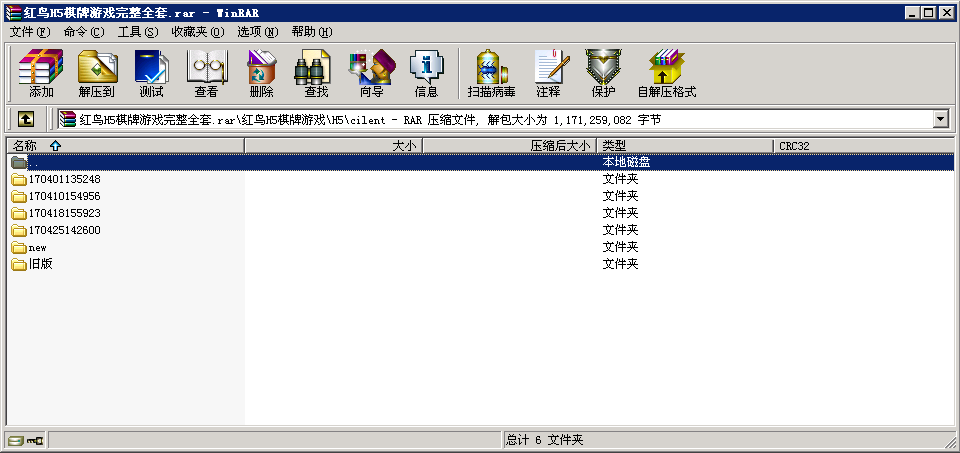 红鸟H5棋牌游戏完整全套.rar - WinRAR
文件(F) 命令(C) 工具(S) 收藏夹(O) 选项(N) 帮助(H)
添加 解压到 测试 查看 删除 查找 向导 信息 扫描病毒 注释 保护 自解压格式
红鸟H5棋牌游戏完整全套.rar\红鸟H5棋牌游戏\H5\cilent - RAR 压缩文件, 解包大小为 1,171,259,082 字节
名称 大小 压缩后大小 类型 CRC32
.. 本地磁盘
170401135248 文件夹
170410154956 文件夹
170418155923 文件夹
170425142600 文件夹
new 文件夹
旧版 文件夹
总计 6 文件夹